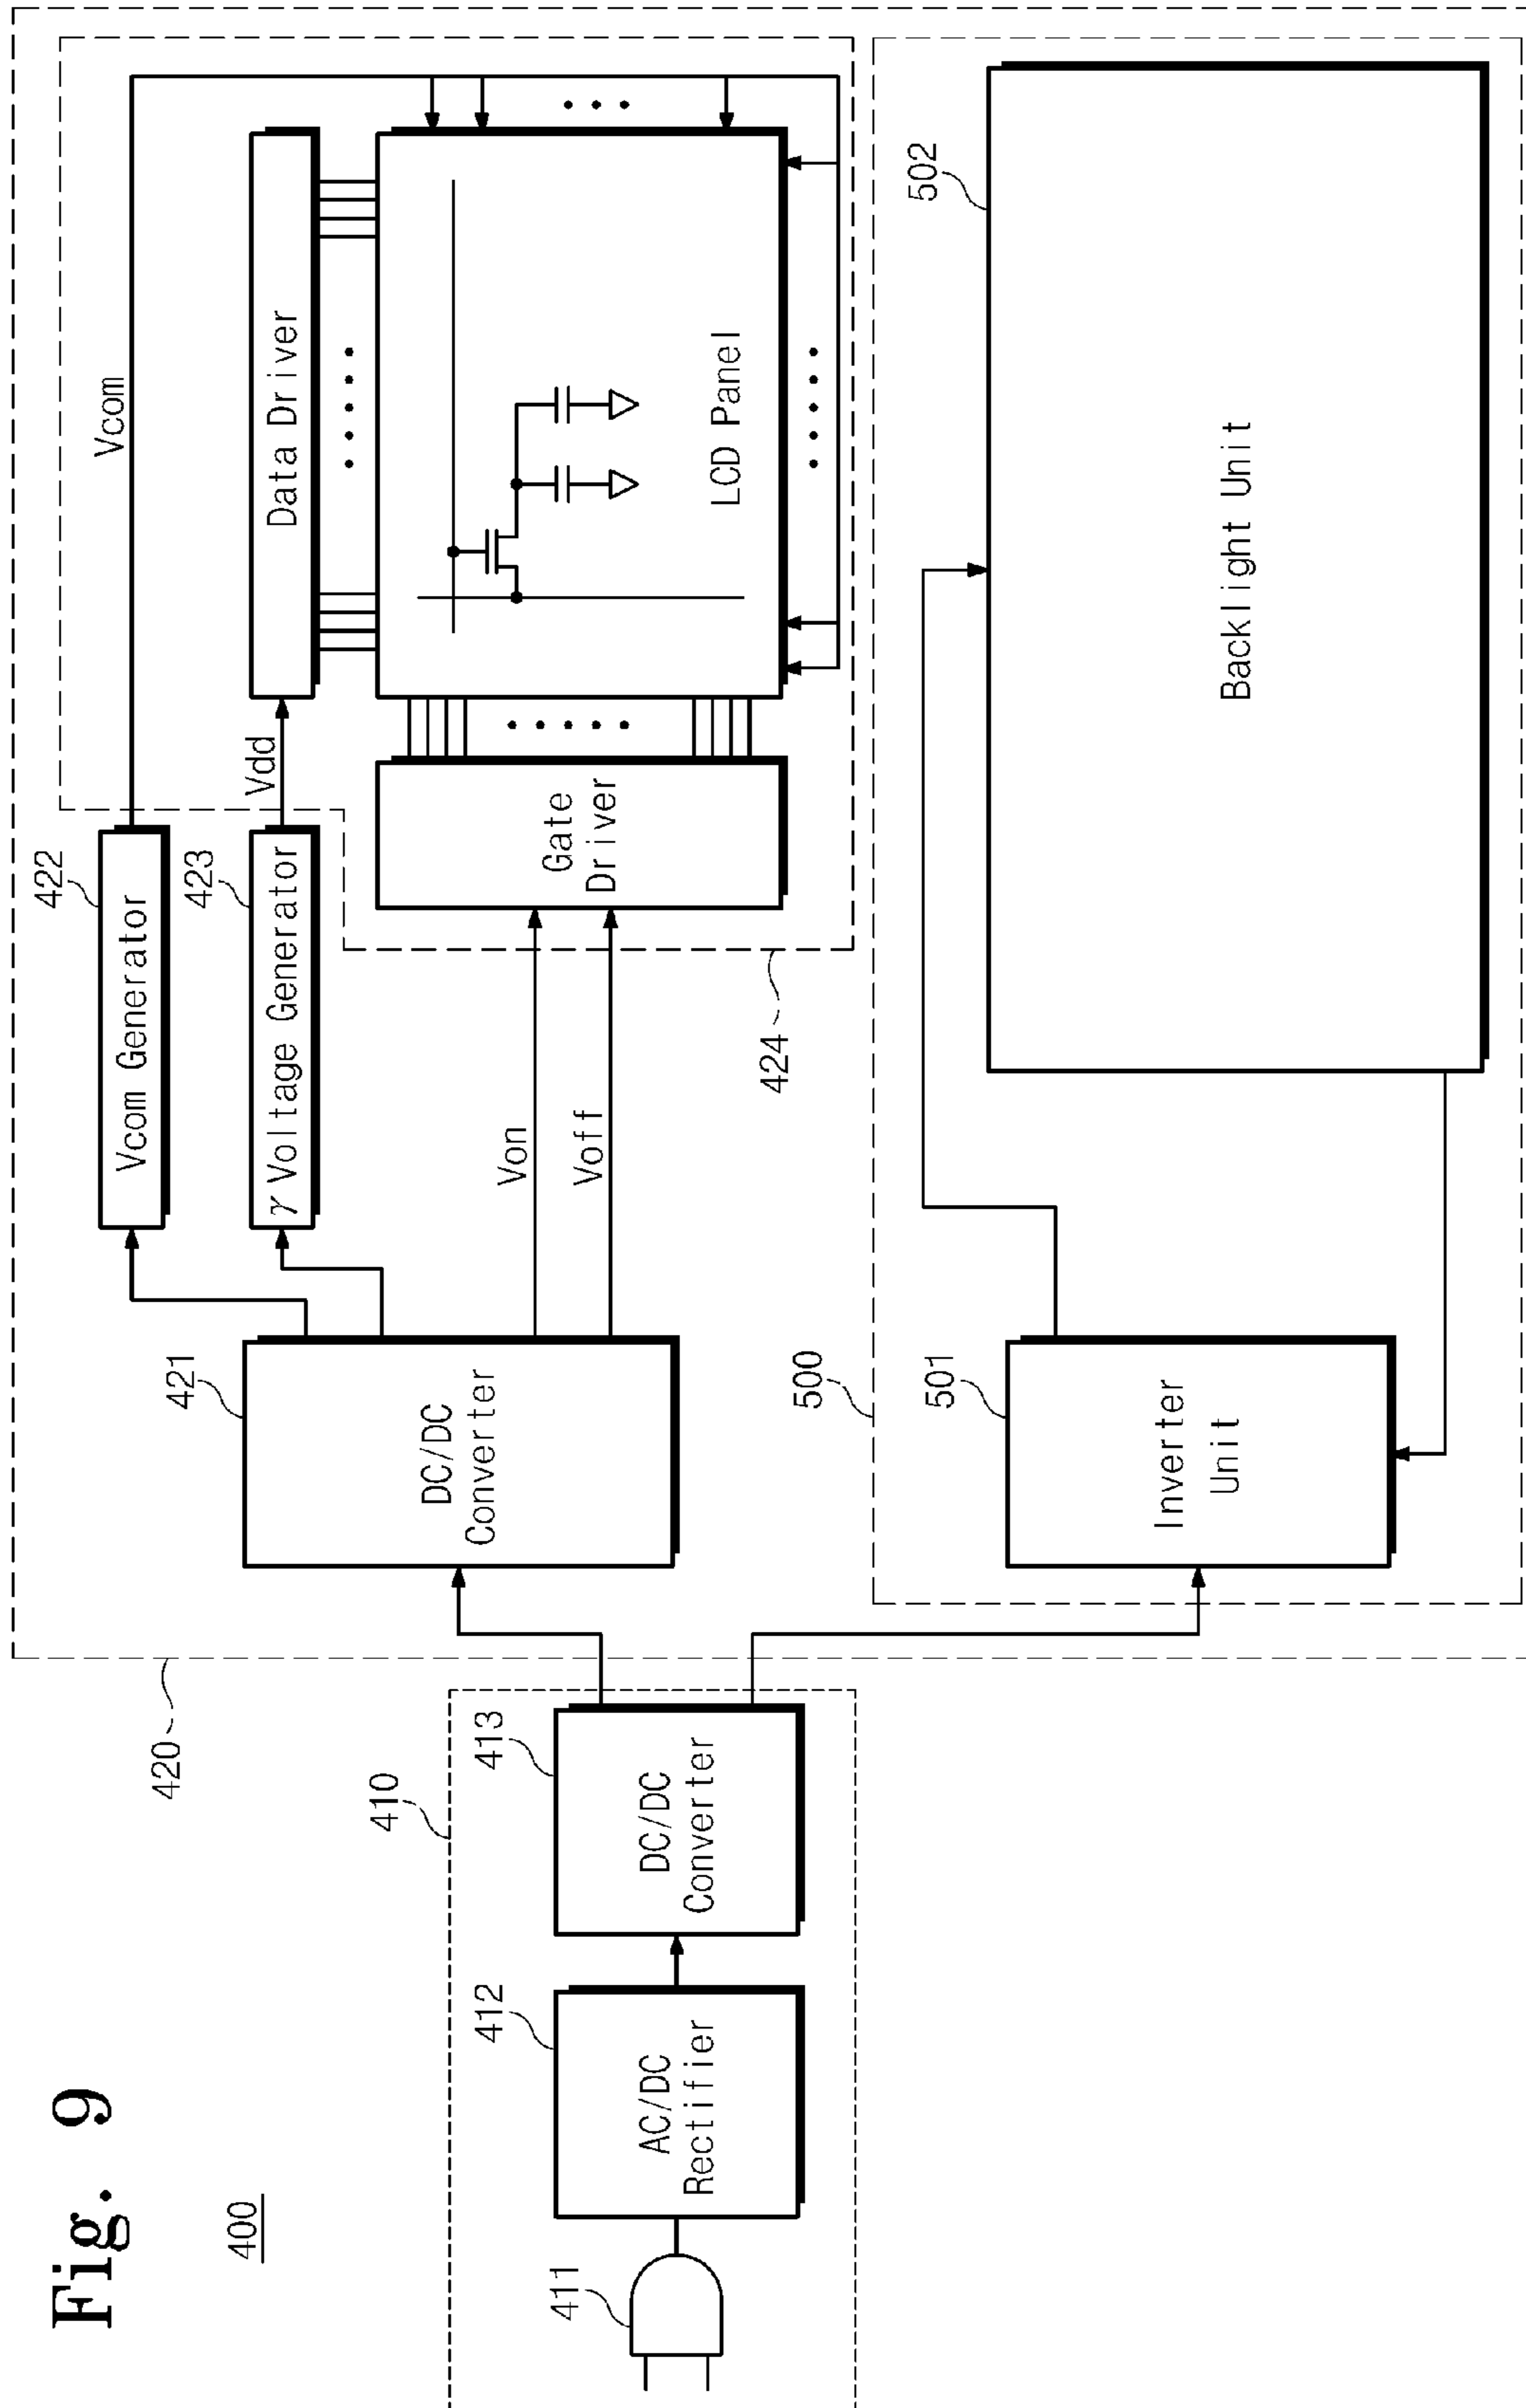 Fig. 9
400
420
422
Vcom Generator
Vcom
423
γ Voltage Generator
Vdd
Data Driver
421
DC/DC
Converter
Von
Voff
Gate
Driver
LCD Panel
424
410
411
412
AC/DC
Rectifier
413
DC/DC
Converter
500
501
Inverter
Unit
502
Backlight Unit